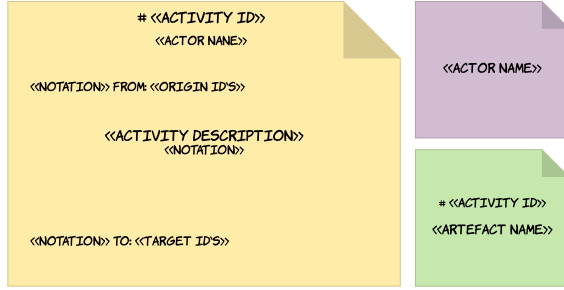 # <<ACTIVITY ID>>
<<ACTOR NANE>>
<<NOTATION>> FROM: <<ORIGIN ID'S>>
<<ACTIVITY DESCRIPTION>>
<<NOTATION>>
<<NOTATION>> TO: <<TARGET ID'S>>
<<ACTOR NAME>>
# <<ACTIVITY ID>>
<<ARTEFACT NAME>>